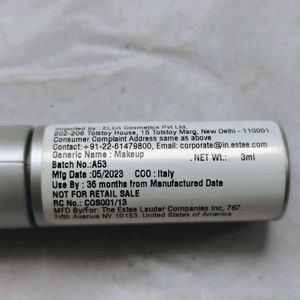 Imported by : ELCA Cosmetics Pvt Ltd,
202-206 Tolstoy House, 15 Tolstoy Marg, New Delhi - 110001.
Consumer Complaint Address same as above
Contact:+91-22-61479800, Email: corporate@in.estee.com
Generic Name : Makeup .NET Wt.: 3ml
Batch No.:A53
Mfg Date :05/2023 COO : Italy
Use By : 36 months from Manufactured Date
NOT FOR RETAIL SALE
RC No.: COS001/13
MFD By/For: The Estee Lauder Companies Inc, 767,
Fifth Avenue NY 10153, United States of America